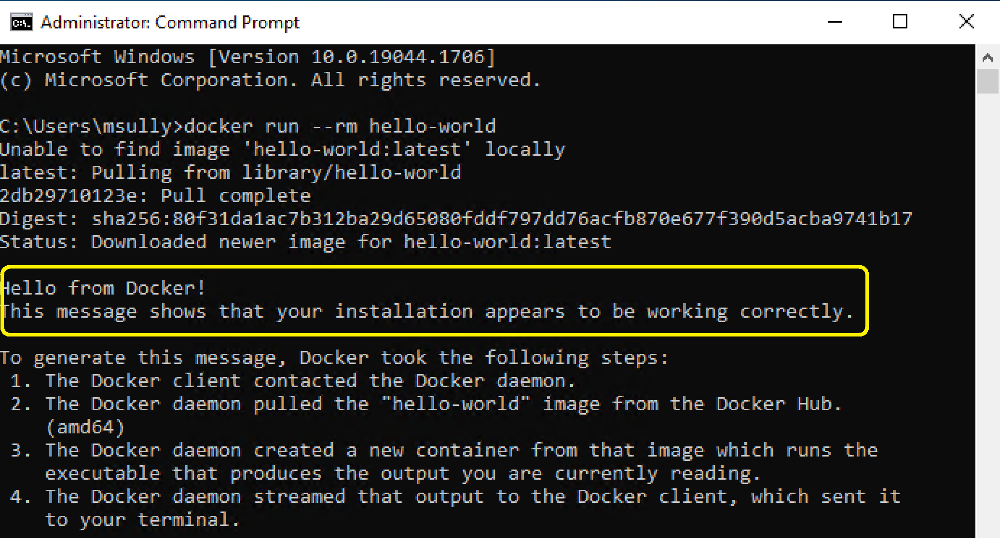 Administrator: Command Prompt
Microsoft Windows [Version 10.0.19044.1706]
(c) Microsoft Corporation. All rights reserved.
C:\Users\msully>docker run --rm hello-world
Unable to find image 'hello-world:latest' locally
latest: Pulling from library/hello-world
2db29710123e: Pull complete
Digest: sha256:80f31da1ac7b312ba29d65080fddf797dd76acfb870e677f390d5acba9741b17
Status: Downloaded newer image for hello-world:latest
Hello from Docker!
This message shows that your installation appears to be working correctly.
To generate this message, Docker took the following steps:
1. The Docker client contacted the Docker daemon.
2. The Docker daemon pulled the "hello-world" image from the Docker Hub.
(amd64)
3. The Docker daemon created a new container from that image which runs the
executable that produces the output you are currently reading.
4. The Docker daemon streamed that output to the Docker client, which sent it
to your terminal.